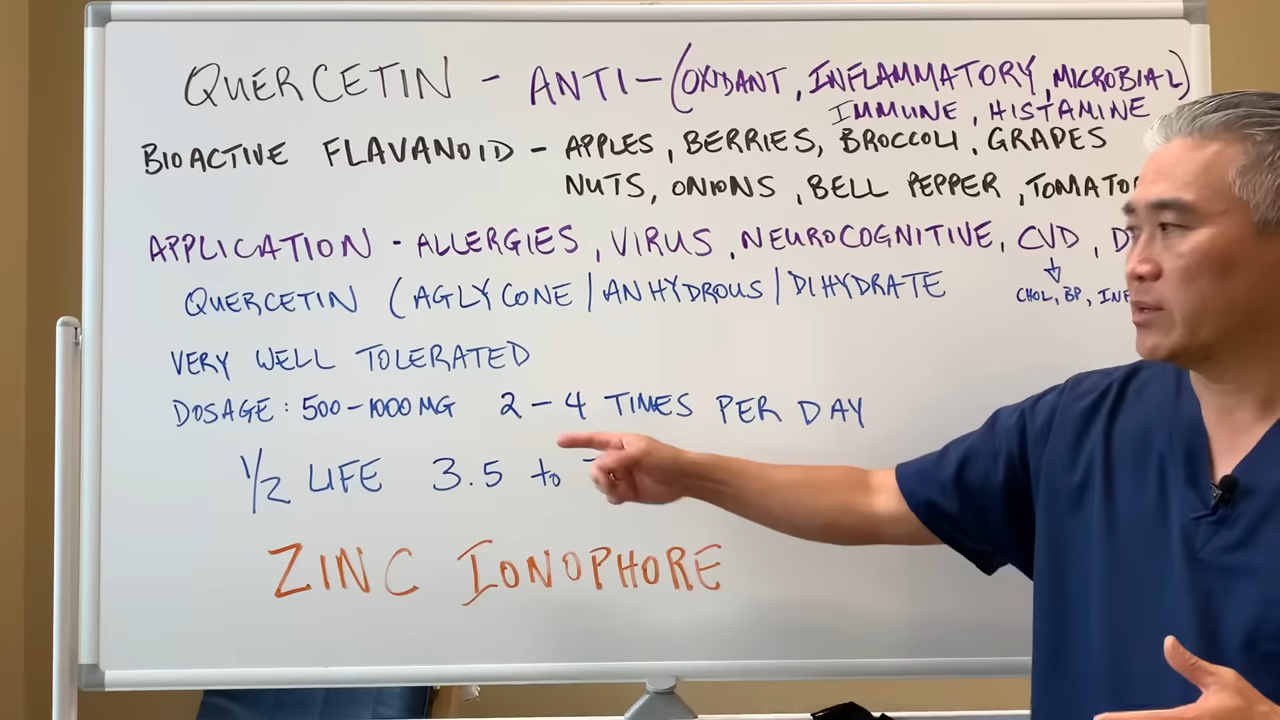 QUERCETIN - ANTI-(OXIDANT, INFLAMMATORY, MICROBIAL)
IMMUNE, HISTAMINE
BIOACTIVE FLAVANOID - APPLES, BERRIES, BROCCOLI, GRAPES
NUTS, ONIONS, BELL PEPPER, TOMATO
APPLICATION - ALLERGIES, VIRUS, NEUROCOGNITIVE, CVD,
CHOL, BP,
QUERCETIN (AGLYCONE/ANHYDROUS/DIHYDRATE
VERY WELL TOLERATED
DOSAGE: 500-1000MG 2-4 TIMES PER DAY
1/2 LIFE 3.5 to
ZINC IONOPHORE